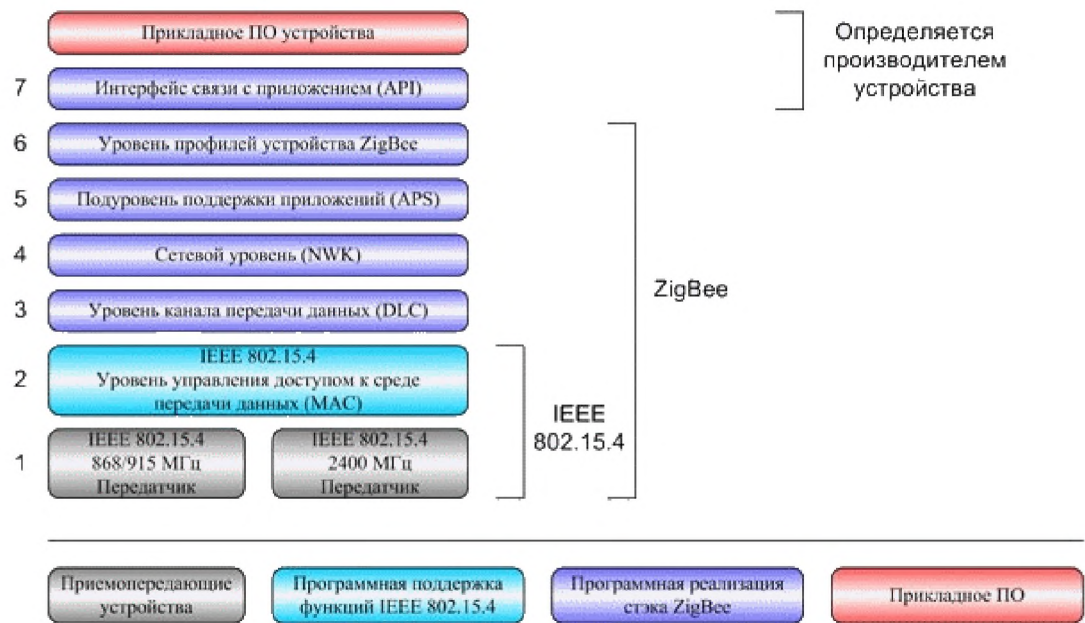 Прикладное ПО устройства
Определяется
производителем
устройства
7
Интерфейс связи с приложением (API)
6
Уровень профилей устройства ZigBee
5
Подуровень поддержки приложений (APS)
4
Сетевой уровень (NWK)
ZigBee
3
Уровень канала передачи данных (DLC)
2
IEEE 802.15.4
Уровень управления доступом к среде
передачи данных (MAC)
IEEE
802.15.4
1
IEEE 802.15.4
868/915 МГц
Передатчик
IEEE 802.15.4
2400 МГц
Передатчик
Приемопередающие
устройства
Программная поддержка
функций IEEE 802.15.4
Программная реализация
стэка ZigBee
Прикладное ПО